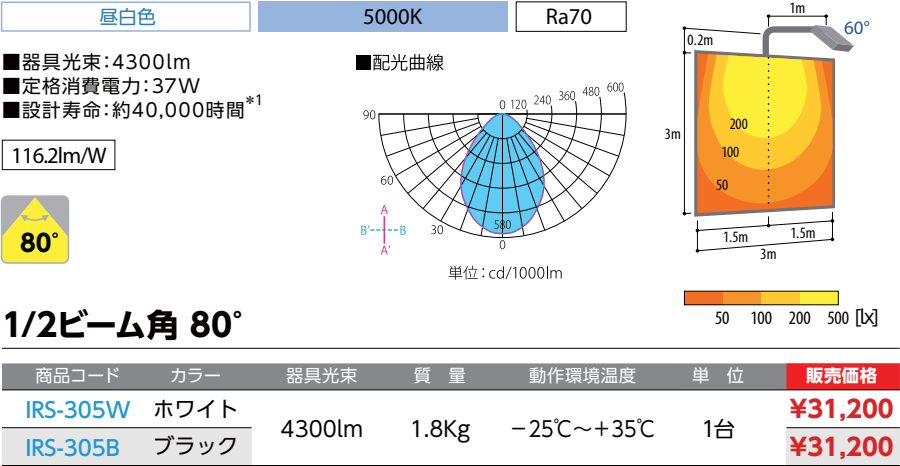 昼白色 5000K Ra70
■器具光束：4300lm
■定格消費電力：37W
■設計寿命：約40,000時間*1
116.2lm/W
80°
■配光曲線
0 120 240 360 480 600
90
60
30
580
0
A
B' B
A'
単位：cd/1000lm
1m
60°
0.2m
3m
200
100
50
1.5m 1.5m
3m
50 100 200 500 [lx]
1/2ビーム角 80°
商品コード カラー 器具光束 質 量 動作環境温度 単 位 販売価格
IRS-305W ホワイト 4300lm 1.8Kg −25℃～+35℃ 1台 ¥31,200
IRS-305B ブラック ¥31,200